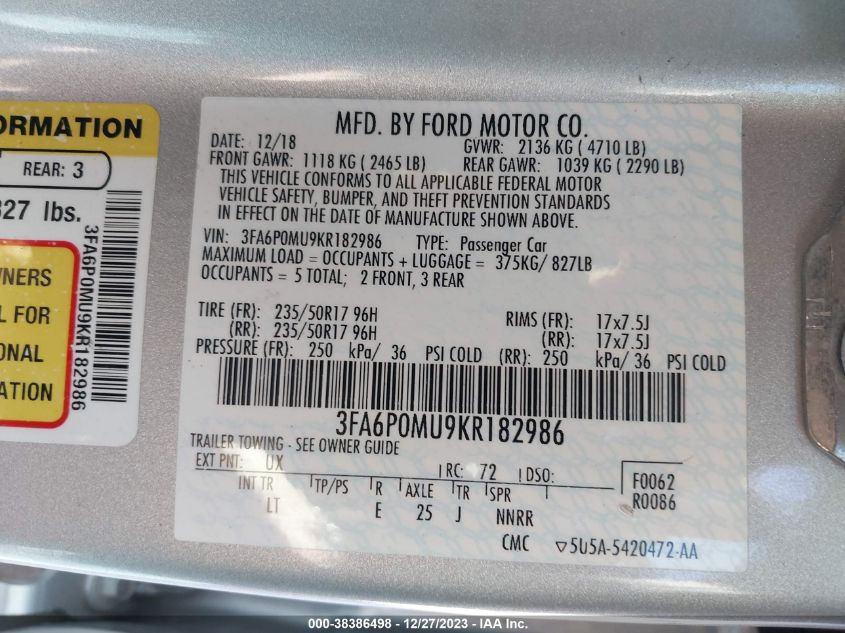 ORMATION
REAR: 3
327 lbs.
WNERS
L FOR
ONAL
ATION
3FA6P0MU9KR182986
MFD. BY FORD MOTOR CO.
DATE: 12/18 GVWR: 2136 KG ( 4710 LB)
FRONT GAWR: 1118 KG ( 2465 LB) REAR GAWR: 1039 KG ( 2290 LB)
THIS VEHICLE CONFORMS TO ALL APPLICABLE FEDERAL MOTOR
VEHICLE SAFETY, BUMPER, AND THEFT PREVENTION STANDARDS
IN EFFECT ON THE DATE OF MANUFACTURE SHOWN ABOVE.
VIN: 3FA6P0MU9KR182986 TYPE: Passenger Car
MAXIMUM LOAD = OCCUPANTS + LUGGAGE = 375KG/ 827LB
OCCUPANTS = 5 TOTAL; 2 FRONT, 3 REAR
TIRE (FR): 235/50R17 96H RIMS (FR): 17x7.5J
(RR): 235/50R17 96H (RR): 17x7.5J
PRESSURE (FR): 250 kPa/ 36 PSI COLD (RR): 250 kPa/ 36 PSI COLD
3FA6P0MU9KR182986
TRAILER TOWING - SEE OWNER GUIDE
EXT PNT: UX RC: 72 DSO: F0062
INT TR TP/PS R AXLE TR SPR R0086
LT E 25 J NNRR
CMC ▽5U5A-5420472-AA
000-38386498 - 12/27/2023 - IAA Inc.